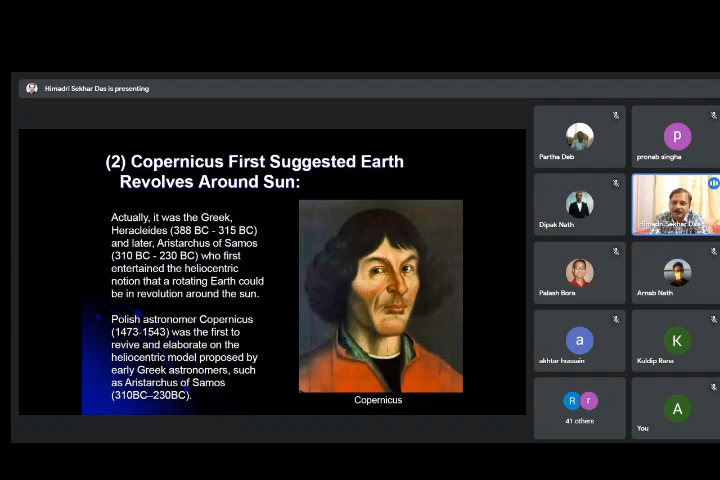 Himadri Sekhar Das is presenting
(2) Copernicus First Suggested Earth
Revolves Around Sun:
Actually, it was the Greek,
Heracleides (388 BC - 315 BC)
and later, Aristarchus of Samos
(310 BC - 230 BC) who first
entertained the heliocentric
notion that a rotating Earth could
be in revolution around the sun.
Polish astronomer Copernicus
(1473-1543) was the first to
revive and elaborate on the
heliocentric model proposed by
early Greek astronomers, such
as Aristarchus of Samos
(310BC–230BC).
Copernicus
Partha Deb
p
pronab singha
Dipak Nath
Himadri Sekhar Das
Palash Bora
Arnab Nath
a
akhtar hussain
K
Kuldip Rana
R r
41 others
A
You